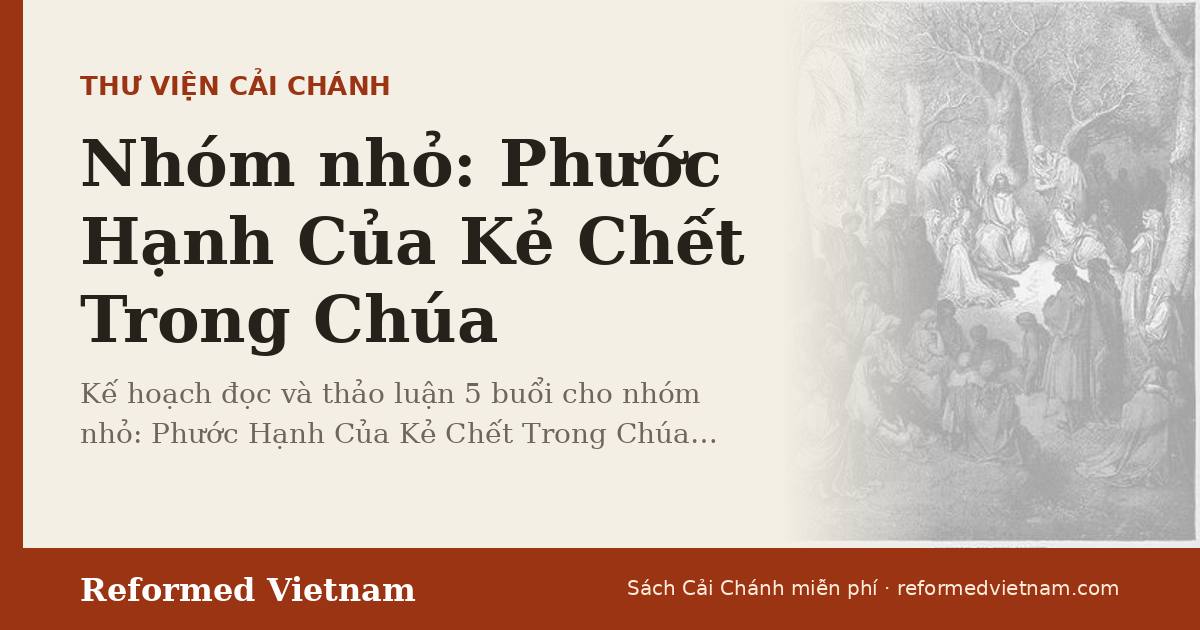 THƯ VIỆN CẢI CHÁNH
Nhóm nhỏ: Phước
Hạnh Của Kẻ Chết
Trong Chúa
Kế hoạch đọc và thảo luận 5 buổi cho nhóm
nhỏ: Phước Hạnh Của Kẻ Chết Trong Chúa...
Reformed Vietnam
Sách Cải Chánh miễn phí · reformedvietnam.com